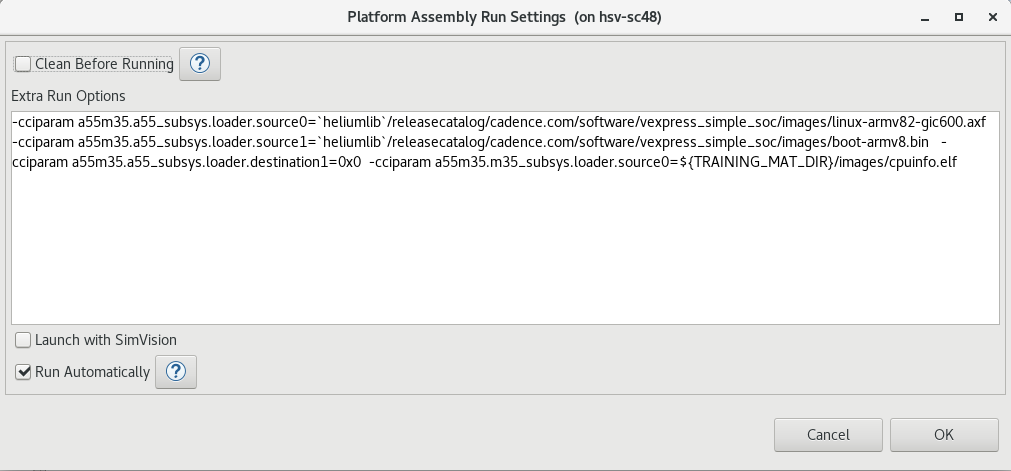 Platform Assembly Run Settings  (on hsv-sc48)
Clean Before Running
?
Extra Run Options
-cciparam a55m35.a55_subsys.loader.source0=`heliumlib`/releasecatalog/cadence.com/software/vexpress_simple_soc/images/linux-armv82-gic600.axf
-cciparam a55m35.a55_subsys.loader.source1=`heliumlib`/releasecatalog/cadence.com/software/vexpress_simple_soc/images/boot-armv8.bin   -
cciparam a55m35.a55_subsys.loader.destination1=0x0  -cciparam a55m35.m35_subsys.loader.source0=${TRAINING_MAT_DIR}/images/cpuinfo.elf
Launch with SimVision
Run Automatically
?
Cancel
OK